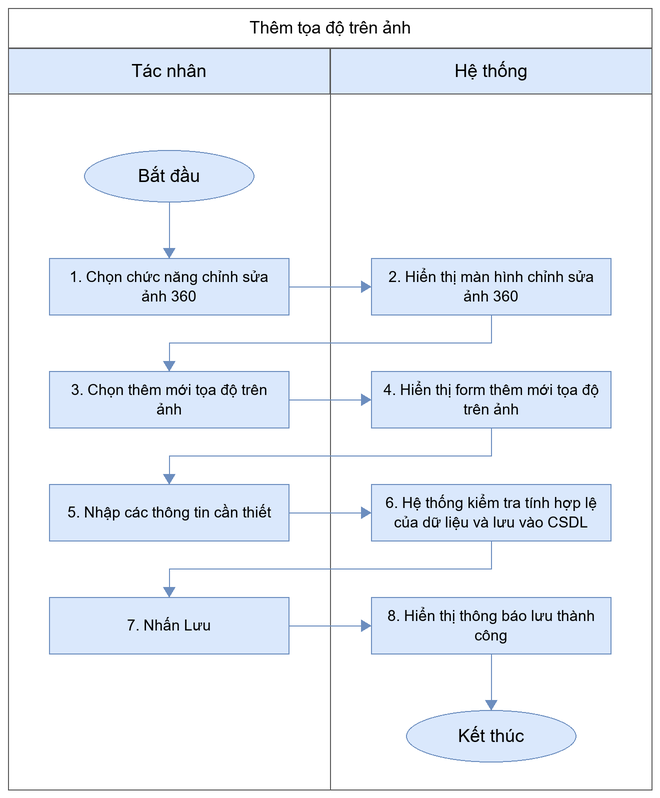 Thêm tọa độ trên ảnh
Tác nhân
Hệ thống
Bắt đầu
1. Chọn chức năng chỉnh sửa
ảnh 360
2. Hiển thị màn hình chỉnh sửa
ảnh 360
3. Chọn thêm mới tọa độ trên
ảnh
4. Hiển thị form thêm mới tọa độ
trên ảnh
5. Nhập các thông tin cần thiết
6. Hệ thống kiểm tra tính hợp lệ
của dữ liệu và lưu vào CSDL
7. Nhấn Lưu
8. Hiển thị thông báo lưu thành
công
Kết thúc